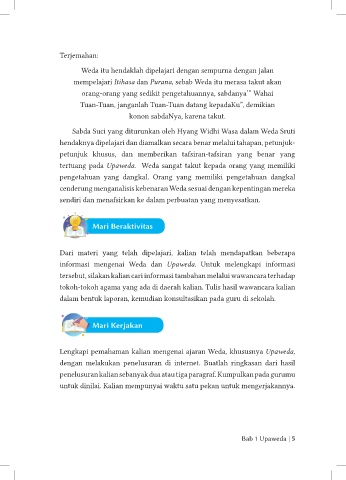 Terjemahan:
Weda itu hendaklah dipelajari dengan sempurna dengan jalan
mempelajari Itihasa dan Purana, sebab Weda itu merasa takut akan
orang-orang yang sedikit pengetahuannya, sabdanya'" Wahai
Tuan-Tuan, janganlah Tuan-Tuan datang kepadaKu", demikian
konon sabdaNya, karena takut.
Sabda Suci yang diturunkan oleh Hyang Widhi Wasa dalam Weda Sruti
hendaknya dipelajari dan diamalkan secara benar melalui tahapan, petunjuk-
petunjuk khusus, dan memberikan tafsiran-tafsiran yang benar yang
tertuang pada Upaweda. Weda sangat takut kepada orang yang memiliki
pengetahuan yang dangkal. Orang yang memiliki pengetahuan dangkal
cenderung menganalisis kebenaran Weda sesuai dengan kepentingan mereka
sendiri dan menafsirkan ke dalam perbuatan yang menyesatkan.
Mari Beraktivitas
Dari materi yang telah dipelajari, kalian telah mendapatkan beberapa
informasi mengenai Weda dan Upaweda. Untuk melengkapi informasi
tersebut, silakan kalian cari informasi tambahan melalui wawancara terhadap
tokoh-tokoh agama yang ada di daerah kalian. Tulis hasil wawancara kalian
dalam bentuk laporan, kemudian konsultasikan pada guru di sekolah.
Mari Kerjakan
Lengkapi pemahaman kalian mengenai ajaran Weda, khususnya Upaweda,
dengan melakukan penelusuran di internet. Buatlah ringkasan dari hasil
penelusuran kalian sebanyak dua atau tiga paragraf. Kumpulkan pada gurumu
untuk dinilai. Kalian mempunyai waktu satu pekan untuk mengerjakannya.
Bab 1 Upaweda | 5